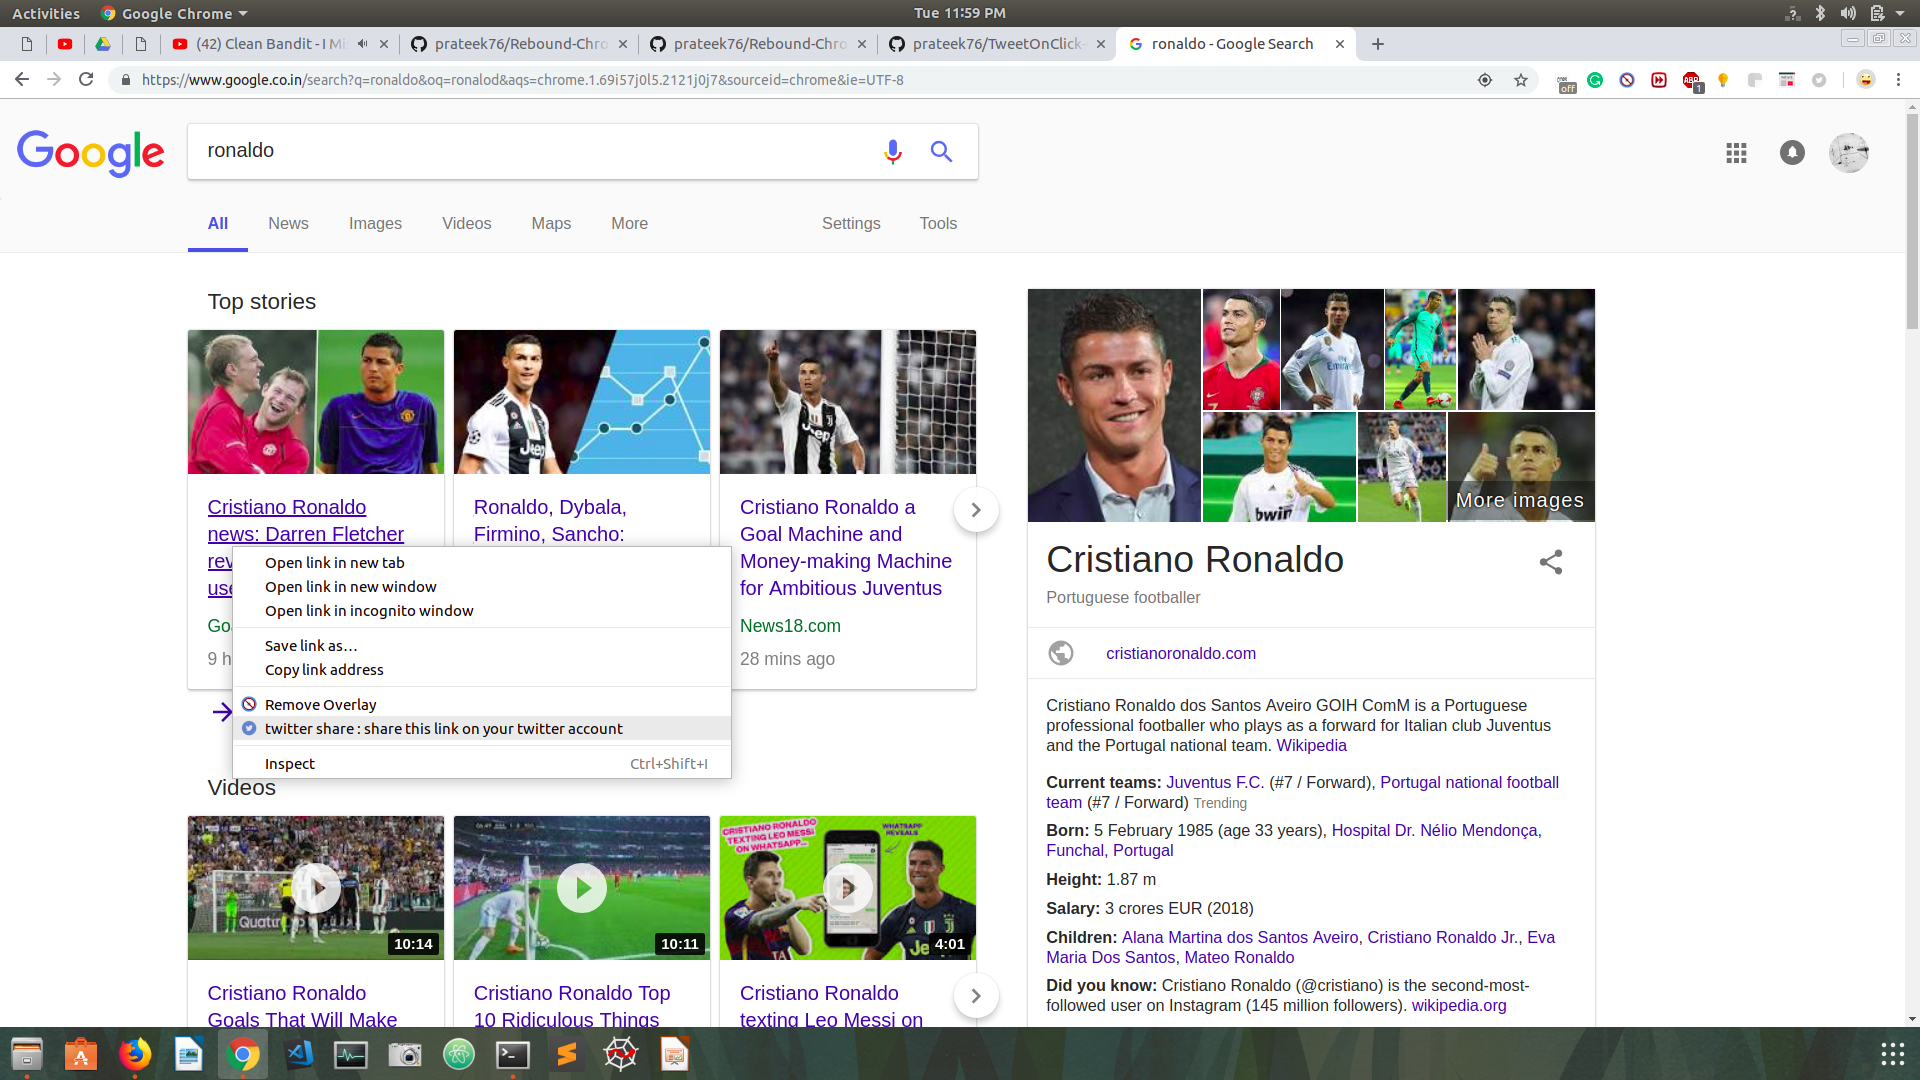 Activities Google Chrome Tue 11:59 PM
(42) Clean Bandit - I Mi prateek76/Rebound-Chro prateek76/Rebound-Chro prateek76/TweetOnClick- ronaldo - Google Search
https://www.google.co.in/search?q=ronaldo&oq=ronalod&aqs=chrome.1.69i57j0l5.2121j0j7&sourceid=chrome&ie=UTF-8
off ABP 1
Google ronaldo
All News Images Videos Maps More Settings Tools
Top stories
Cristiano Ronaldo
news: Darren Fletcher
rev
use
Goa
9 h
Ronaldo, Dybala,
Firmino, Sancho:
Jeep
Cristiano Ronaldo a
Goal Machine and
Money-making Machine
for Ambitious Juventus
News18.com
28 mins ago
Open link in new tab
Open link in new window
Open link in incognito window
Save link as…
Copy link address
Remove Overlay
twitter share : share this link on your twitter account
Inspect Ctrl+Shift+I
Videos
10:14
Cristiano Ronaldo
Goals That Will Make
10:11
Cristiano Ronaldo Top
10 Ridiculous Things
CRISTIANO RONALDO
TEXTING LEO MESSI
ON WHATSAPP...
WHATSAPP
REVEALS
4:01
Cristiano Ronaldo
texting Leo Messi on
bwin
More images
Cristiano Ronaldo
Portuguese footballer
cristianoronaldo.com
Cristiano Ronaldo dos Santos Aveiro GOIH ComM is a Portuguese
professional footballer who plays as a forward for Italian club Juventus
and the Portugal national team. Wikipedia
Current teams: Juventus F.C. (#7 / Forward), Portugal national football
team (#7 / Forward) Trending
Born: 5 February 1985 (age 33 years), Hospital Dr. Nélio Mendonça,
Funchal, Portugal
Height: 1.87 m
Salary: 3 crores EUR (2018)
Children: Alana Martina dos Santos Aveiro, Cristiano Ronaldo Jr., Eva
Maria Dos Santos, Mateo Ronaldo
Did you know: Cristiano Ronaldo (@cristiano) is the second-most-
followed user on Instagram (145 million followers). wikipedia.org